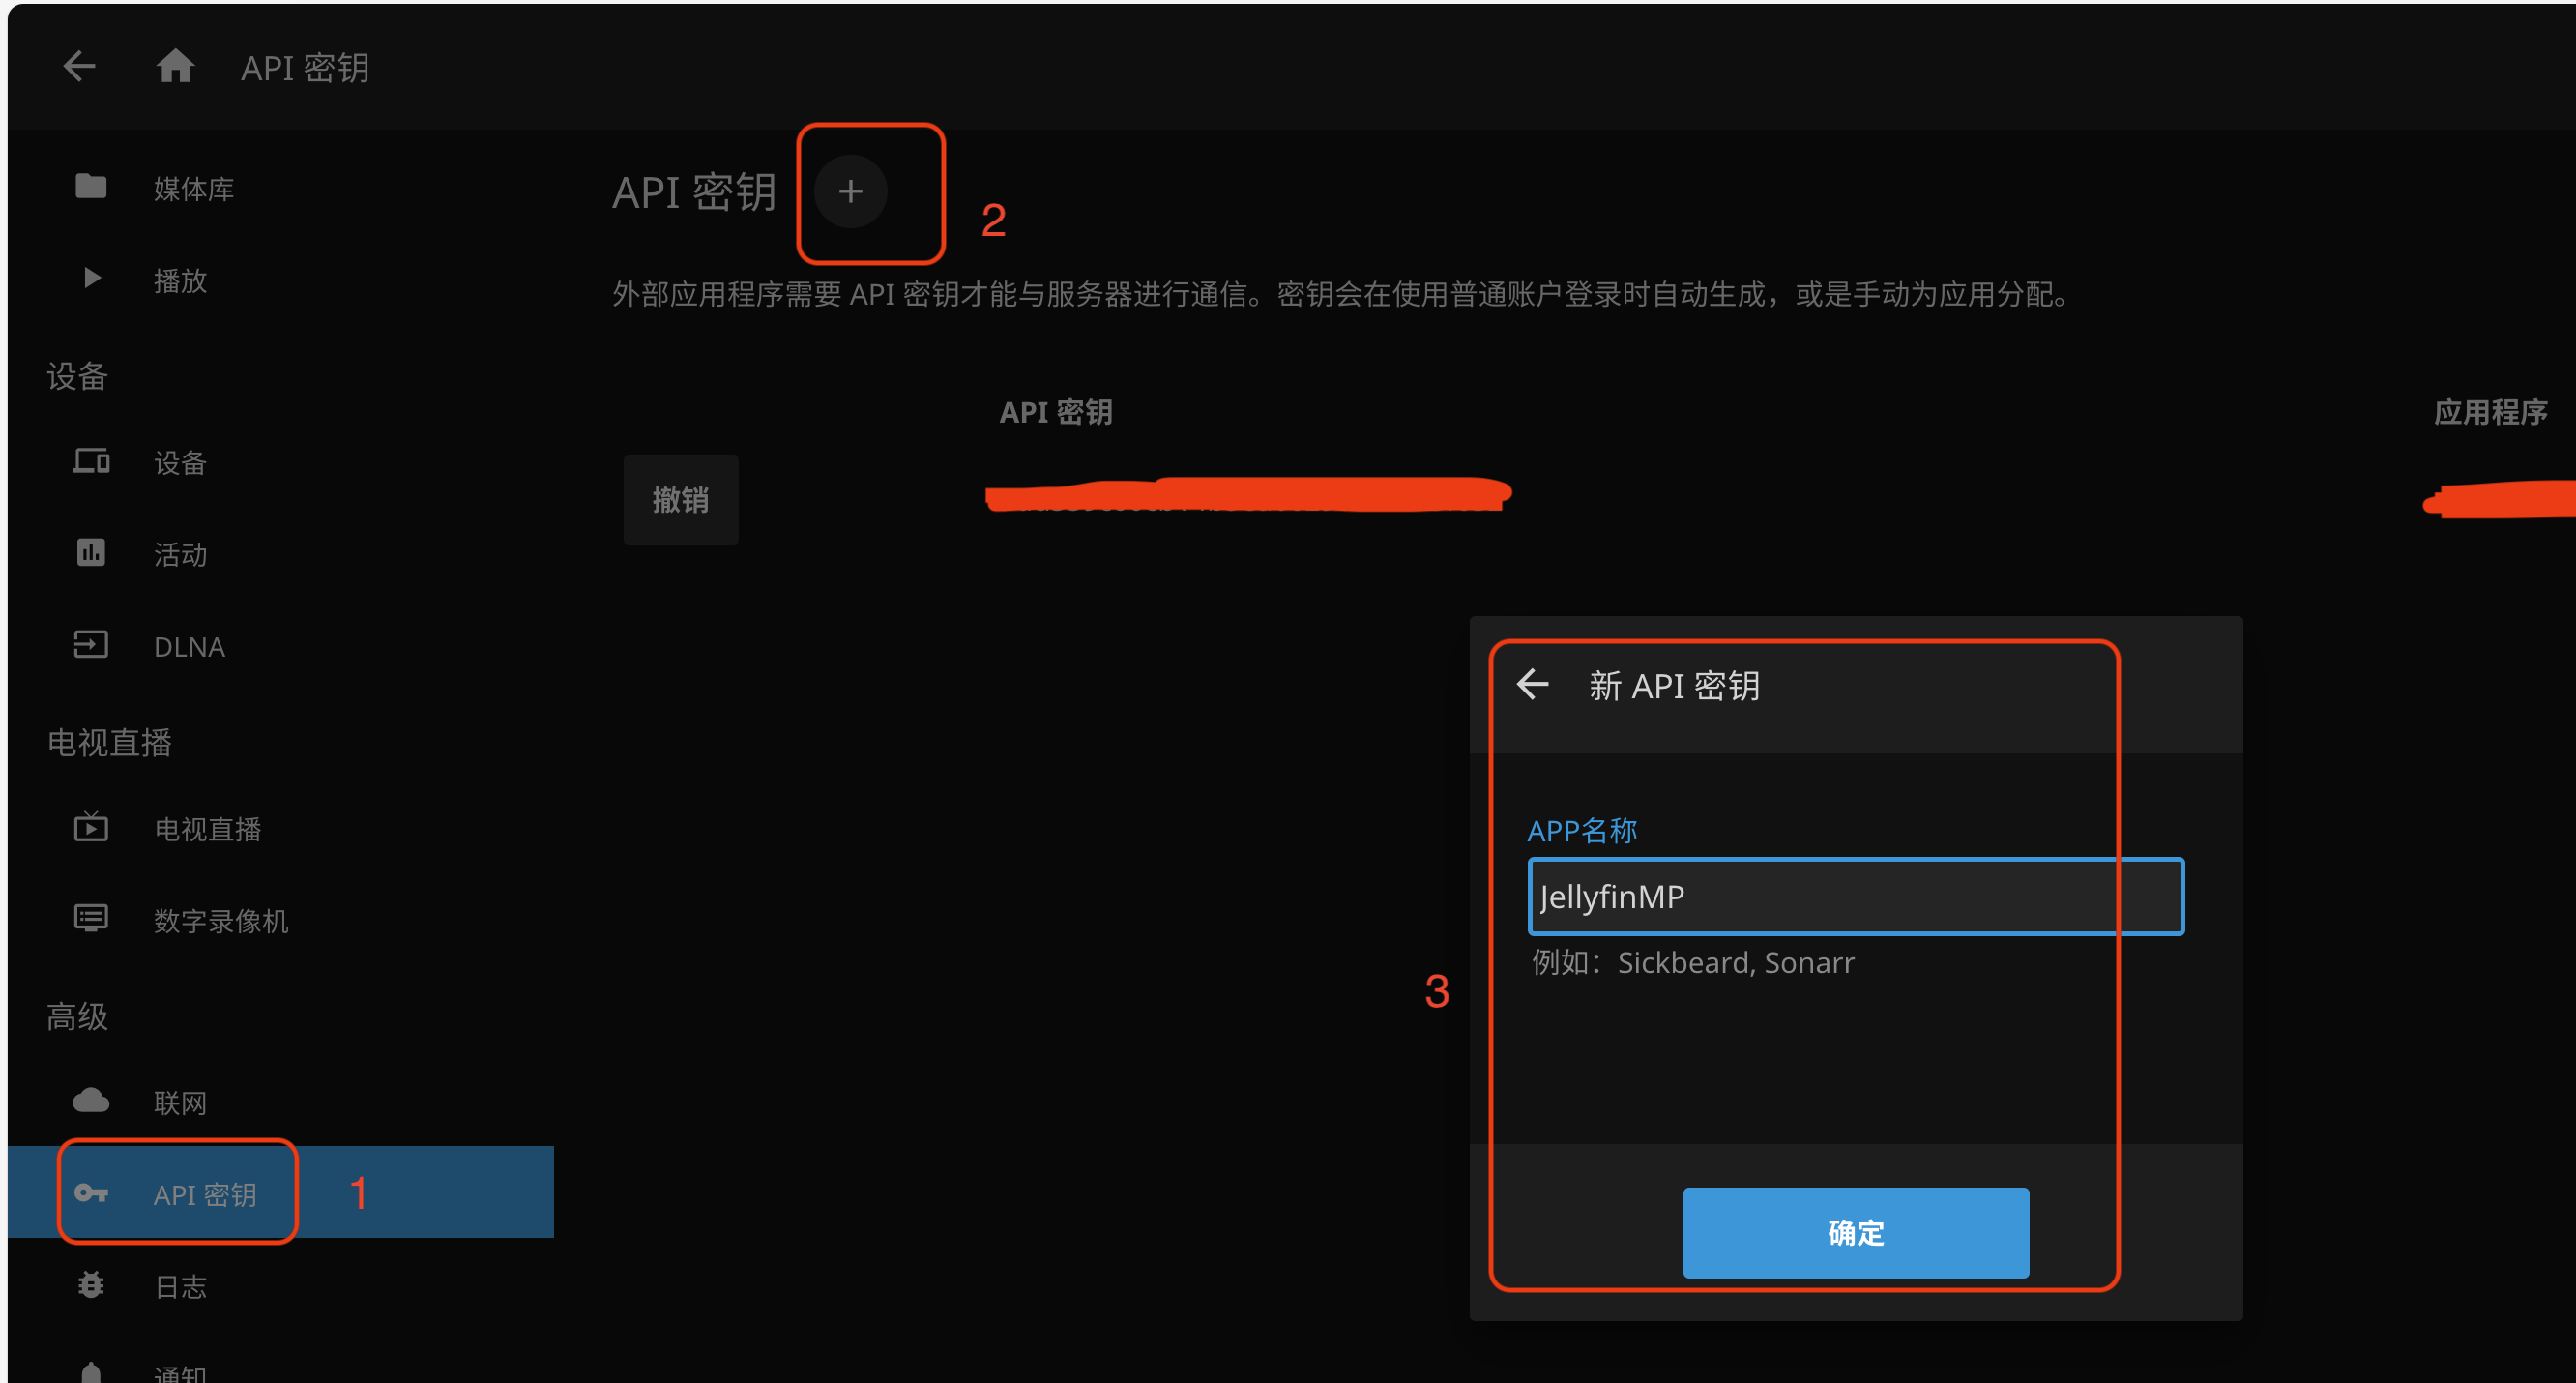 API 密钥
媒体库
播放
设备
设备
活动
DLNA
电视直播
电视直播
数字录像机
高级
联网
API 密钥
1
日志
通知
API 密钥
2
外部应用程序需要 API 密钥才能与服务器进行通信。密钥会在使用普通账户登录时自动生成，或是手动为应用分配。
API 密钥
应用程序
撤销
3
新 API 密钥
APP名称
JellyfinMP
例如：Sickbeard, Sonarr
确定